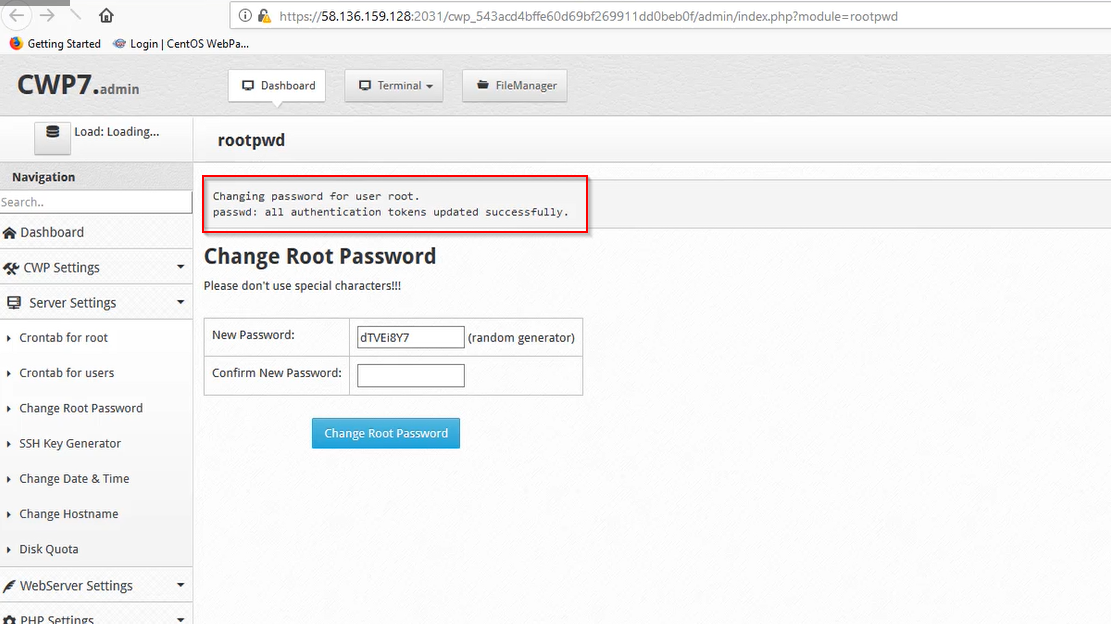 https://58.136.159.128:2031/cwp_543acd4bffe60d69bf269911dd0beb0f/admin/index.php?module=rootpwd
Getting Started Login | CentOS WebPa...
CWP7.admin
Dashboard Terminal FileManager
Load: Loading...
rootpwd
Navigation
Search..
Changing password for user root.
passwd: all authentication tokens updated successfully.
Dashboard
CWP Settings
Server Settings
Crontab for root
Crontab for users
Change Root Password
SSH Key Generator
Change Date & Time
Change Hostname
Disk Quota
WebServer Settings
PHP Settings
Change Root Password
Please don't use special characters!!!
New Password: dTVEi8Y7 (random generator)
Confirm New Password:
Change Root Password